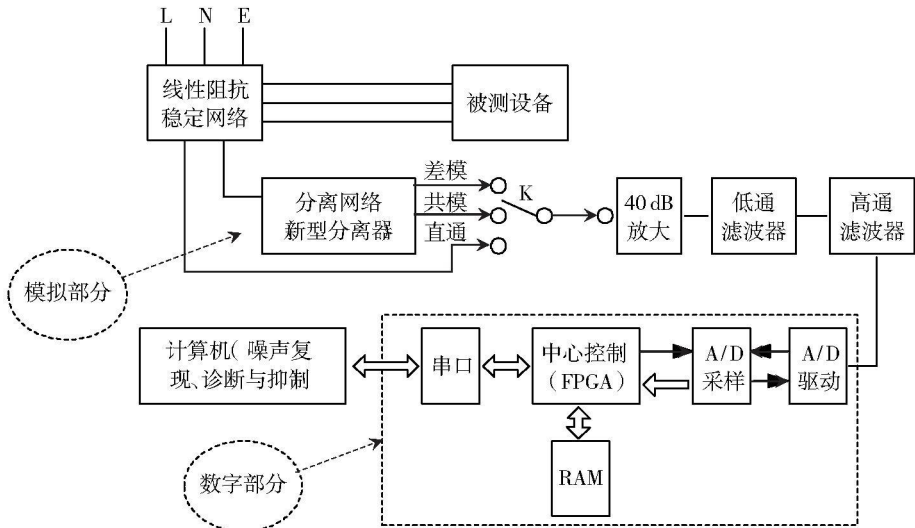 L N E
线性阻抗
稳定网络
被测设备
分离网络
新型分离器
差模
共模
直通
K
40 dB
放大
低通
滤波器
高通
滤波器
模拟部分
计算机( 噪声复
现、诊断与抑制
串口
中心控制
(FPGA)
A/D
采样
A/D
驱动
RAM
数字部分